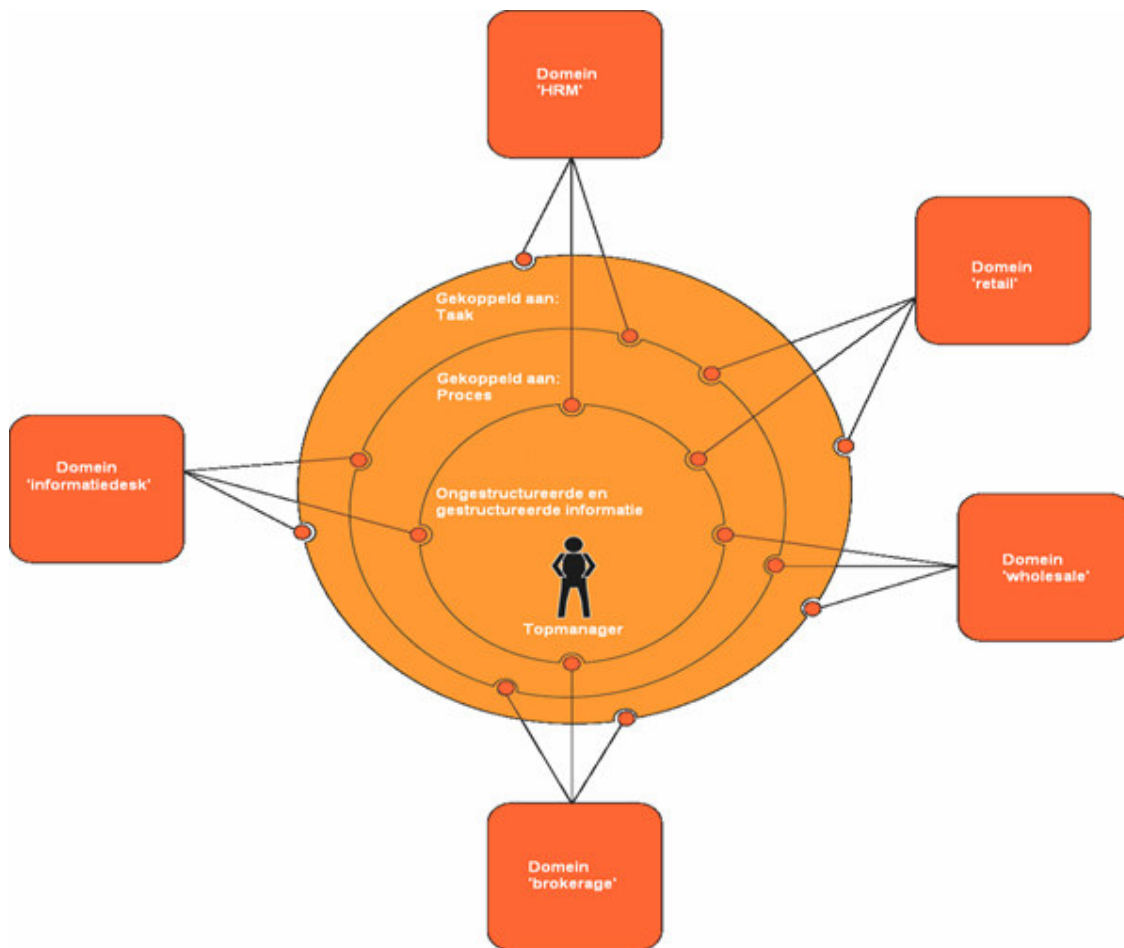 Domein
'HRM'
Domein
'retail'
Gekoppeld aan:
Taak
Gekoppeld aan:
Proces
Domein
'informatiedesk'
Ongestructureerde en
gestructureerde informatie
Topmanager
Domein
'wholesale'
Domein
'brokerage'